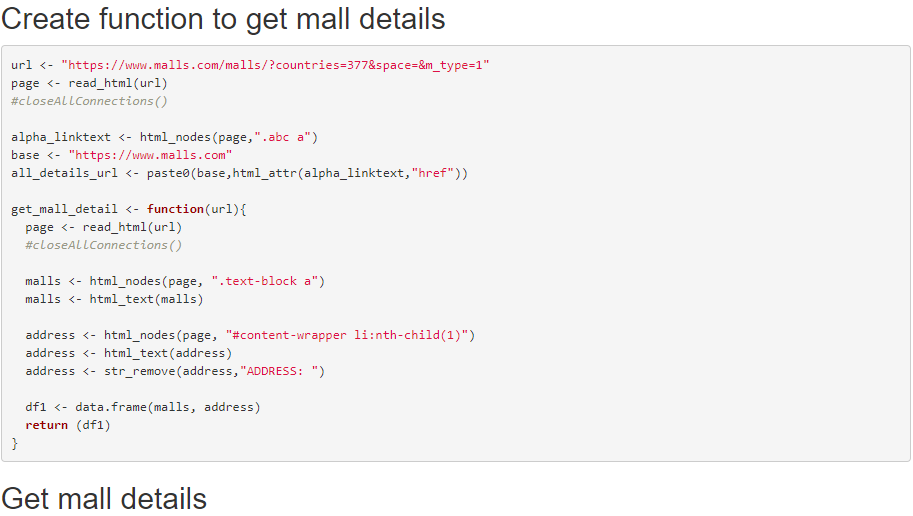 Create function to get mall details
url <- "https://www.malls.com/malls/?countries=377&space=&m_type=1"
page <- read_html(url)
#closeAllConnections()
alpha_linktext <- html_nodes(page,".abc a")
base <- "https://www.malls.com"
all_details_url <- paste0(base,html_attr(alpha_linktext,"href"))
get_mall_detail <- function(url){
  page <- read_html(url)
  #closeAllConnections()
  malls <- html_nodes(page, ".text-block a")
  malls <- html_text(malls)
  address <- html_nodes(page, "#content-wrapper li:nth-child(1)")
  address <- html_text(address)
  address <- str_remove(address,"ADDRESS: ")
  df1 <- data.frame(malls, address)
  return (df1)
}
Get mall details